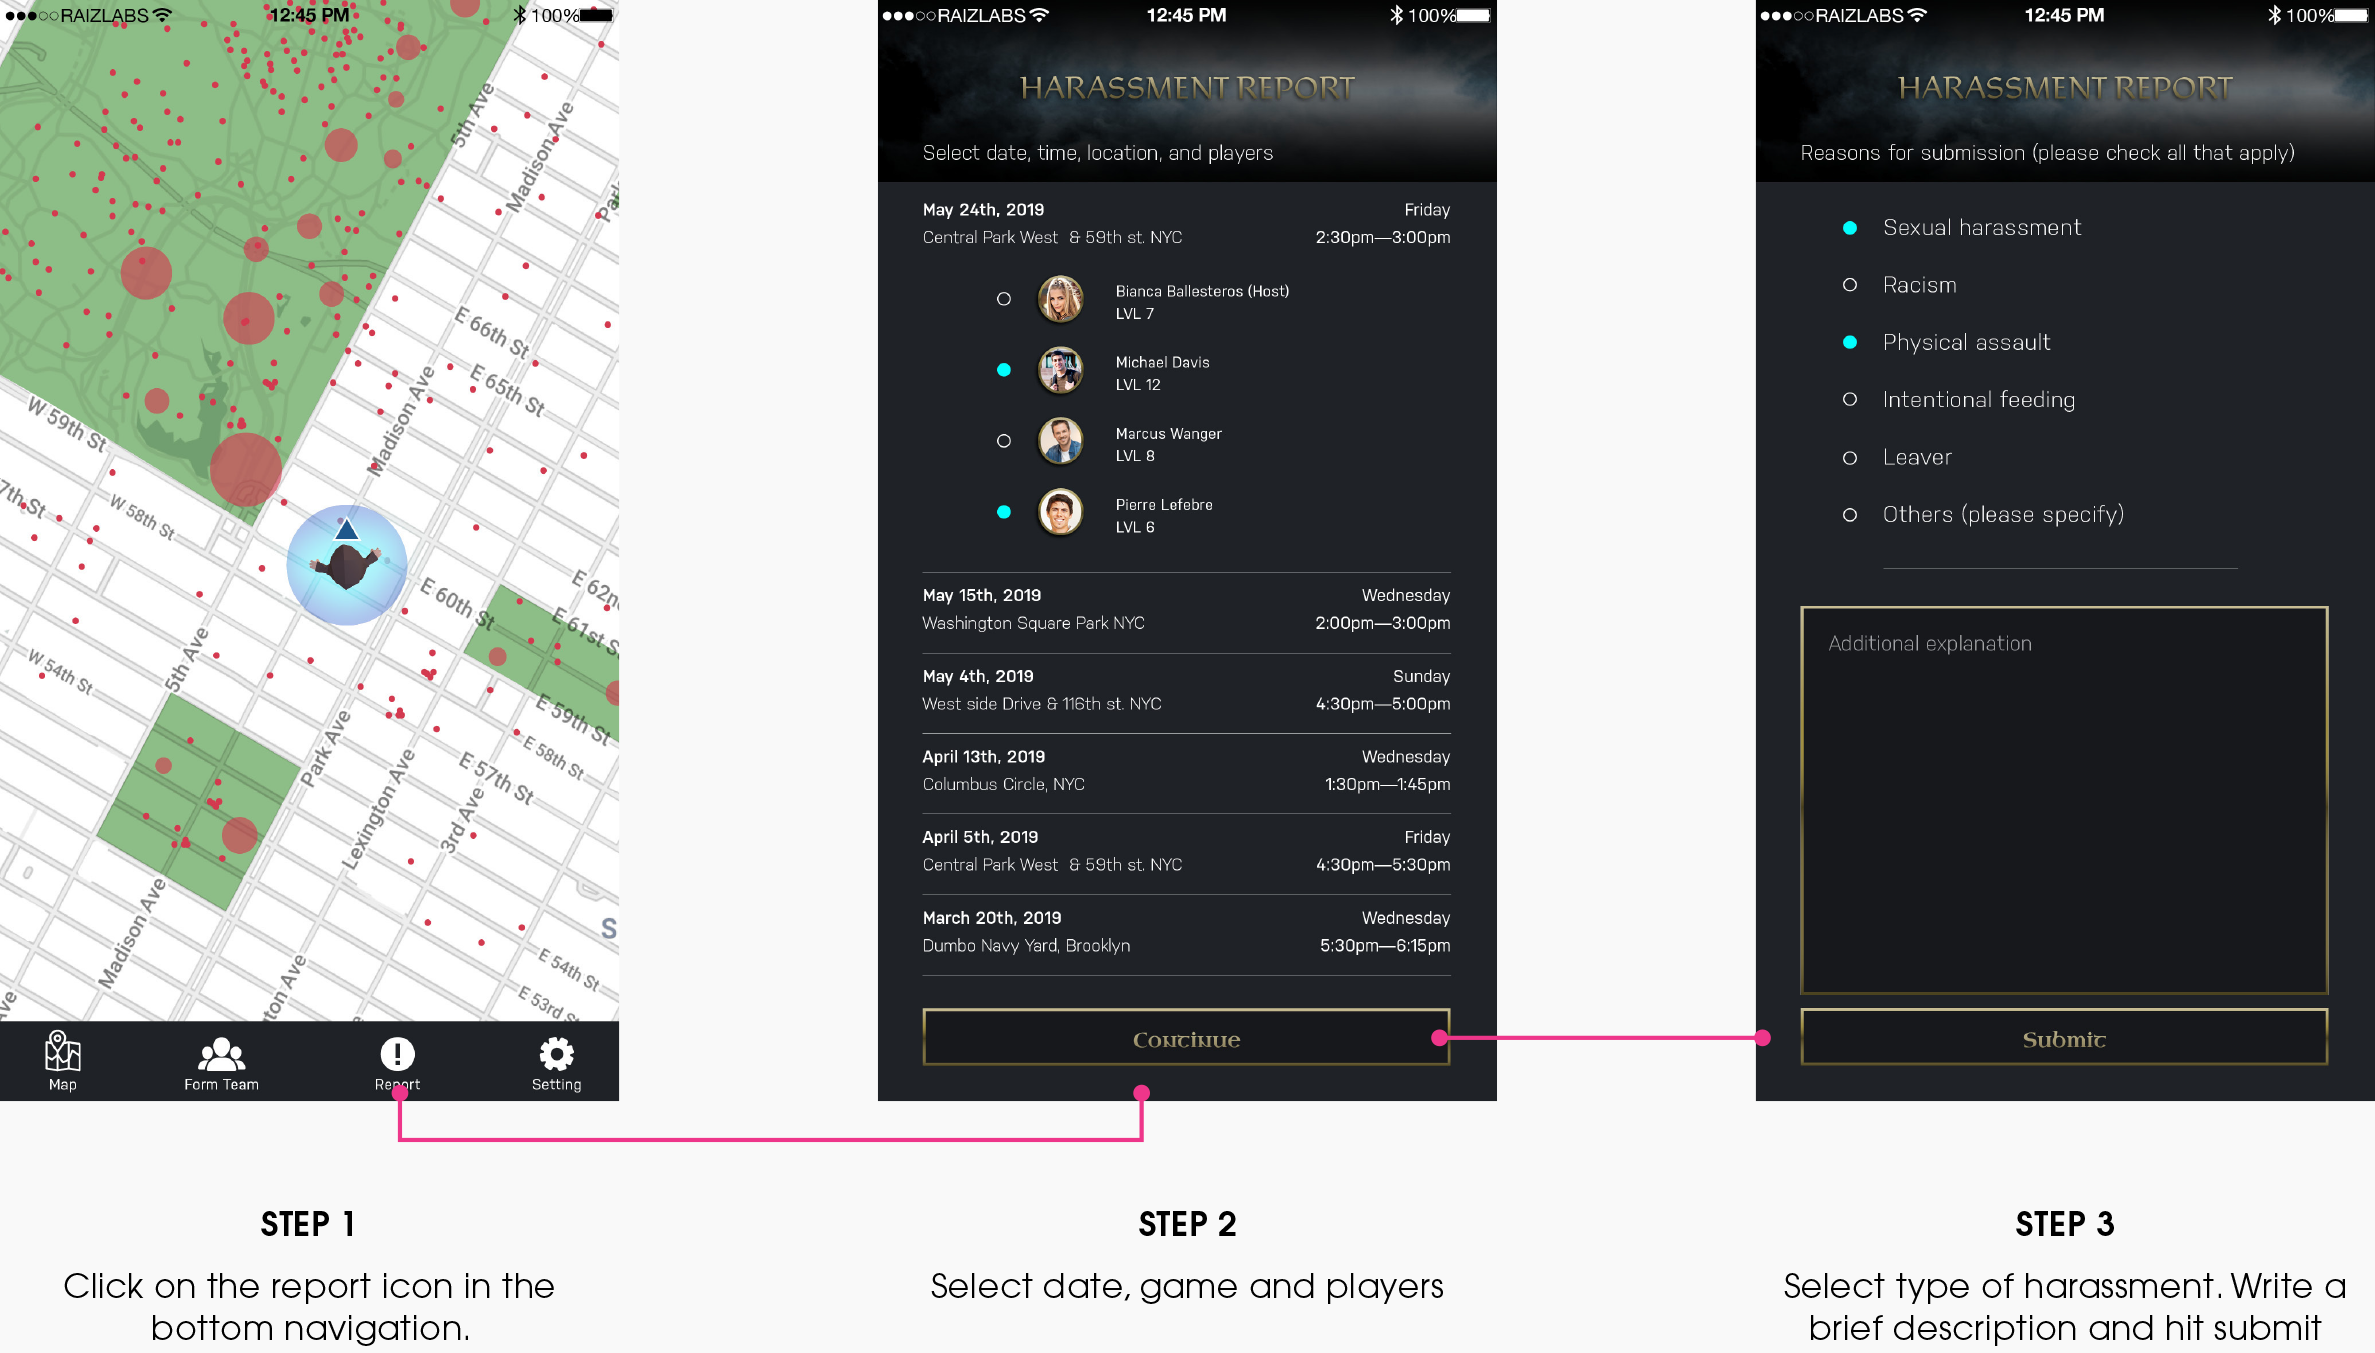 RAIZLABS 12:45 PM 100%
5th Ave
Madison Ave
E 66th St
E 65th St
Madison Ave
W 59th St
7th St
W 58th St
E 60th St
E 62n
E 61st S
W 54th St
5th Ave
E 59th St
Park Ave
E 58th St
E 57th St
Lexington Ave
3rd Ave
Madison Ave
S
E 54th St
E 53rd St
ton Ave
Ave
Map
Form Team
Report
Setting
STEP 1
Click on the report icon in the
bottom navigation.
RAIZLABS 12:45 PM 100%
HARASSMENT REPORT
Select date, time, location, and players
May 24th, 2019 Friday
Central Park West & 59th st. NYC 2:30pm—3:00pm
Bianca Ballesteros (Host)
LVL 7
Michael Davis
LVL 12
Marcus Wanger
LVL 8
Pierre Lefebre
LVL 6
May 15th, 2019 Wednesday
Washington Square Park NYC 2:00pm—3:00pm
May 4th, 2019 Sunday
West side Drive & 116th st. NYC 4:30pm—5:00pm
April 13th, 2019 Wednesday
Columbus Circle, NYC 1:30pm—1:45pm
April 5th, 2019 Friday
Central Park West & 59th st. NYC 4:30pm—5:30pm
March 20th, 2019 Wednesday
Dumbo Navy Yard, Brooklyn 5:30pm—6:15pm
Continue
STEP 2
Select date, game and players
RAIZLABS 12:45 PM 100%
HARASSMENT REPORT
Reasons for submission (please check all that apply)
Sexual harassment
Racism
Physical assault
Intentional feeding
Leaver
Others (please specify)
Additional explanation
Submit
STEP 3
Select type of harassment. Write a
brief description and hit submit